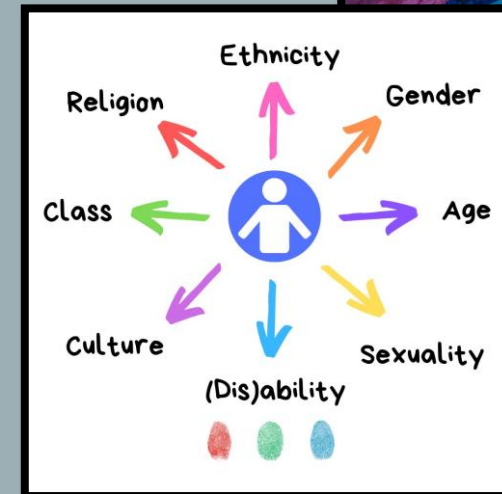 Ethnicity
Religion
Gender
Class
Age
Culture
Sexuality
(Dis)ability